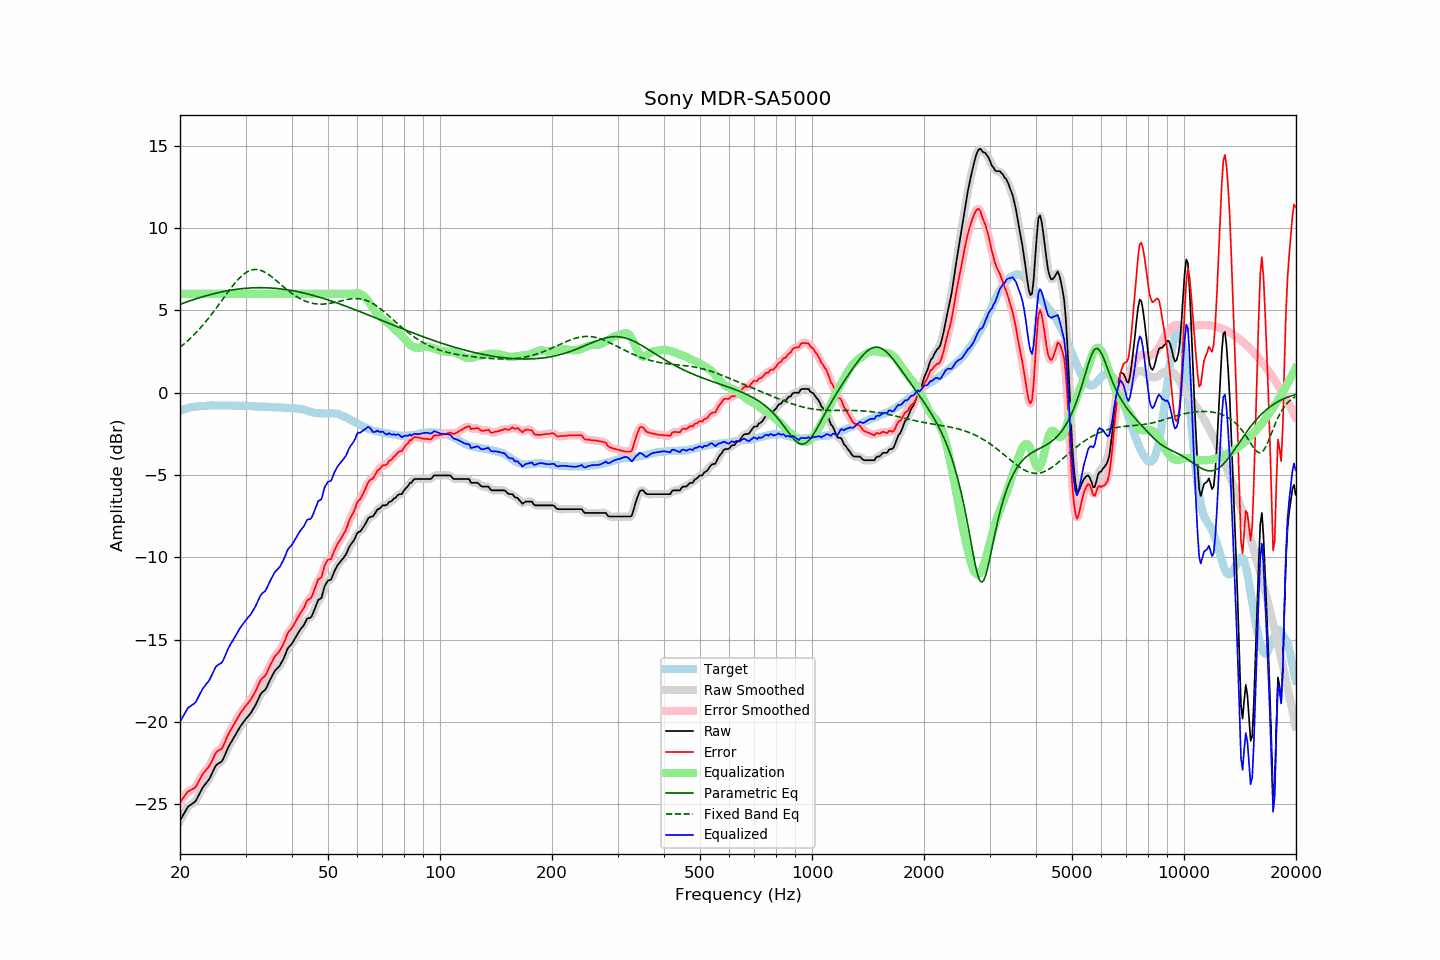 Sony MDR-SA5000
Amplitude (dBr)
15
10
5
0
−5
−10
−15
−20
−25
Target
Raw Smoothed
Error Smoothed
Raw
Error
Equalization
Parametric Eq
Fixed Band Eq
Equalized
20
50
100
200
500
1000
2000
5000
10000
20000
Frequency (Hz)